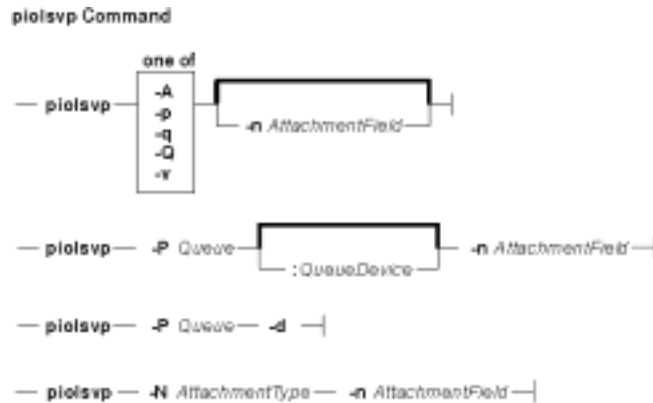 piolsvp Command
one of
-A
piolsvp
-p
-n AttachmentField
-q
-Q
-v
piolsvp -P Queue -n AttachmentField
: QueueDevice
piolsvp -P Queue -d
piolsvp -N AttachmentType -n AttachmentField